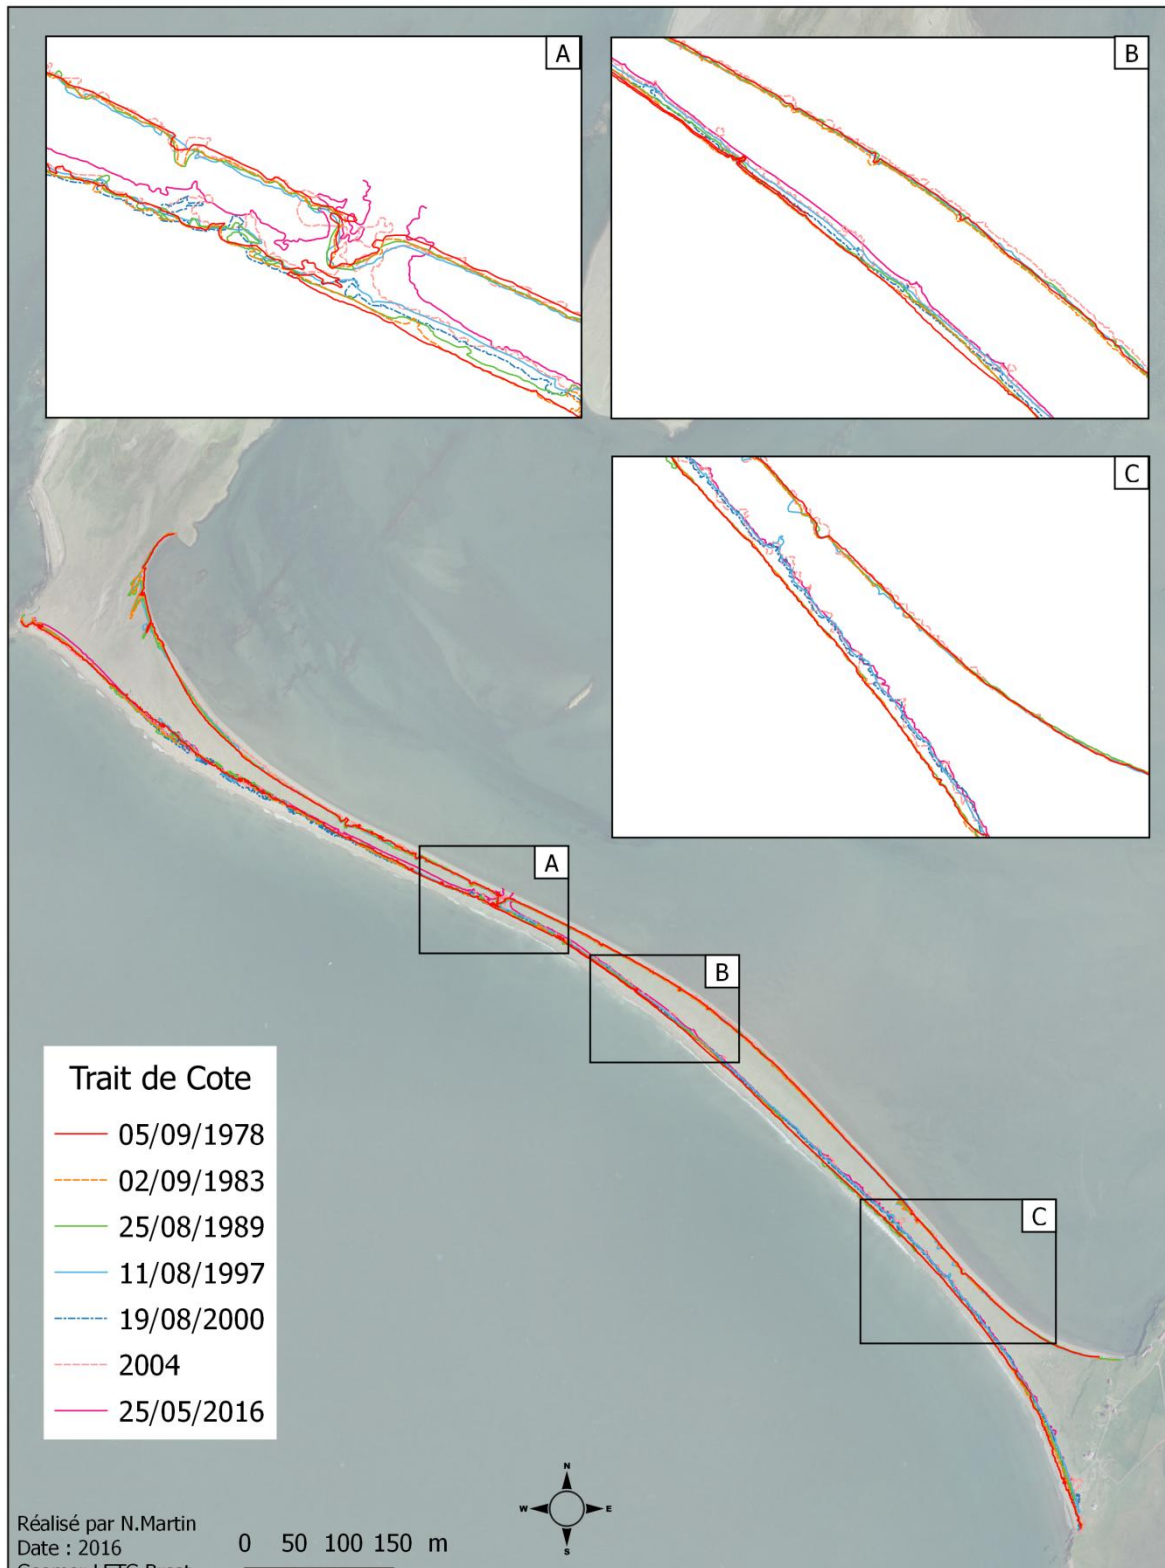 A
B
C
A
B
C
Trait de Cote
05/09/1978
02/09/1983
25/08/1989
11/08/1997
19/08/2000
2004
25/05/2016
N
W
E
S
Réalisé par N.Martin
Date : 2016
0 50 100 150 m